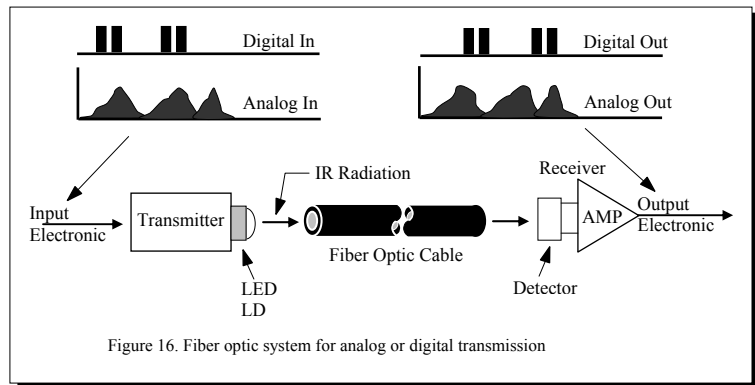 Digital In
Digital Out
Analog In
Analog Out
Receiver
IR Radiation
Input
Electronic
Transmitter
AMP
Output
Electronic
Fiber Optic Cable
LED
LD
Detector
Figure 16. Fiber optic system for analog or digital transmission